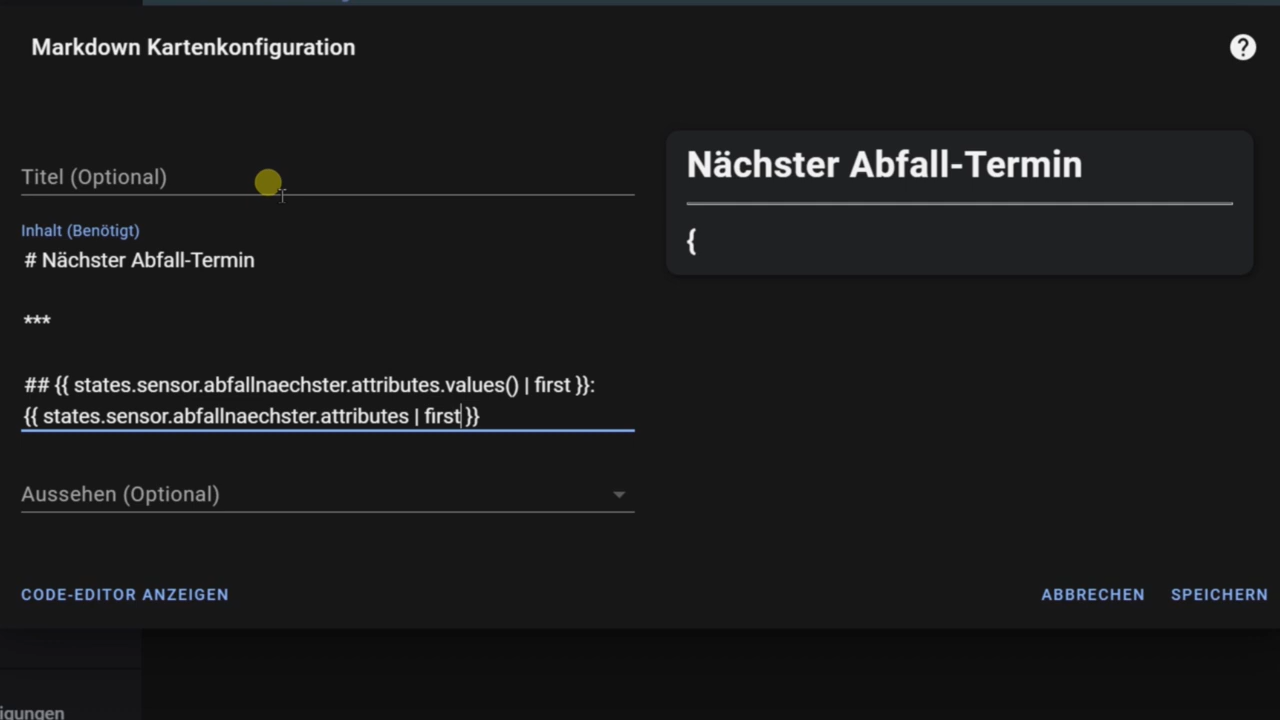 Markdown Kartenkonfiguration
?
Titel (Optional)
Inhalt (Benötigt)
# Nächster Abfall-Termin
***
## {{ states.sensor.abfallnaechster.attributes.values() | first }}:
{{ states.sensor.abfallnaechster.attributes | first }}
Aussehen (Optional)
Nächster Abfall-Termin
{
CODE-EDITOR ANZEIGEN
ABBRECHEN SPEICHERN